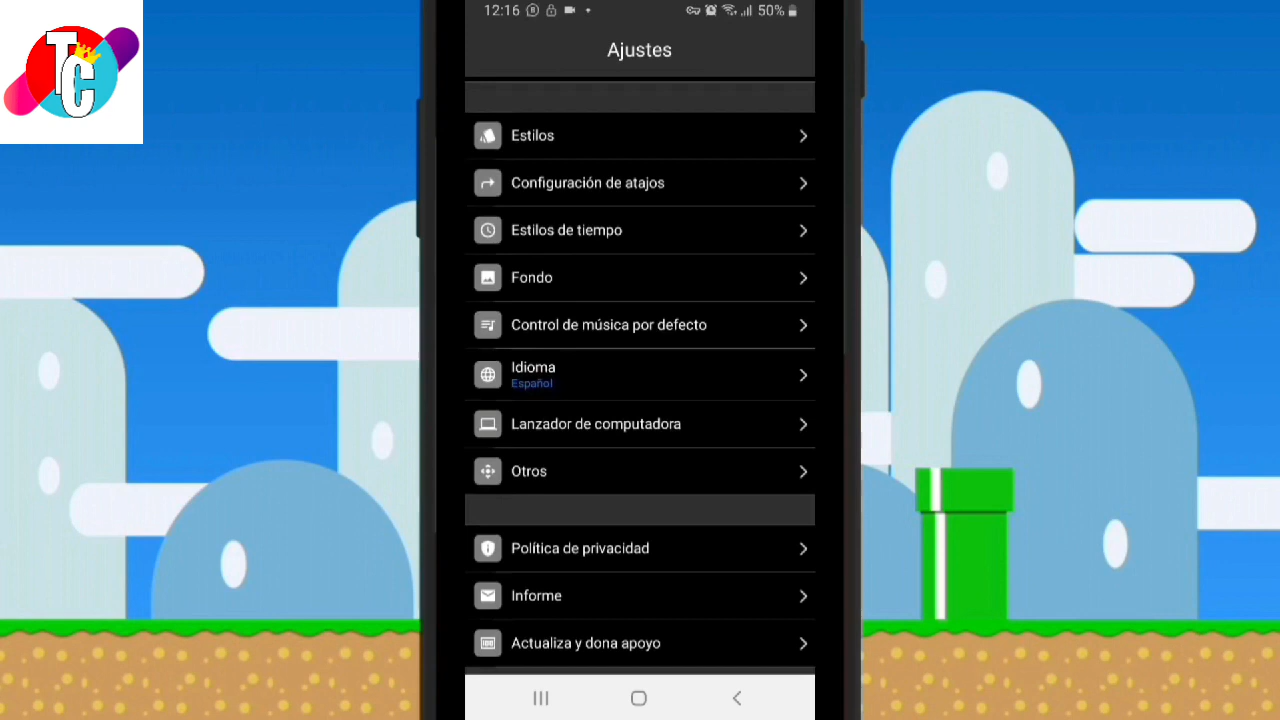 TC
12:16 50%
Ajustes
Estilos
Configuración de atajos
Estilos de tiempo
Fondo
Control de música por defecto
Idioma
Español
Lanzador de computadora
Otros
Política de privacidad
Informe
Actualiza y dona apoyo